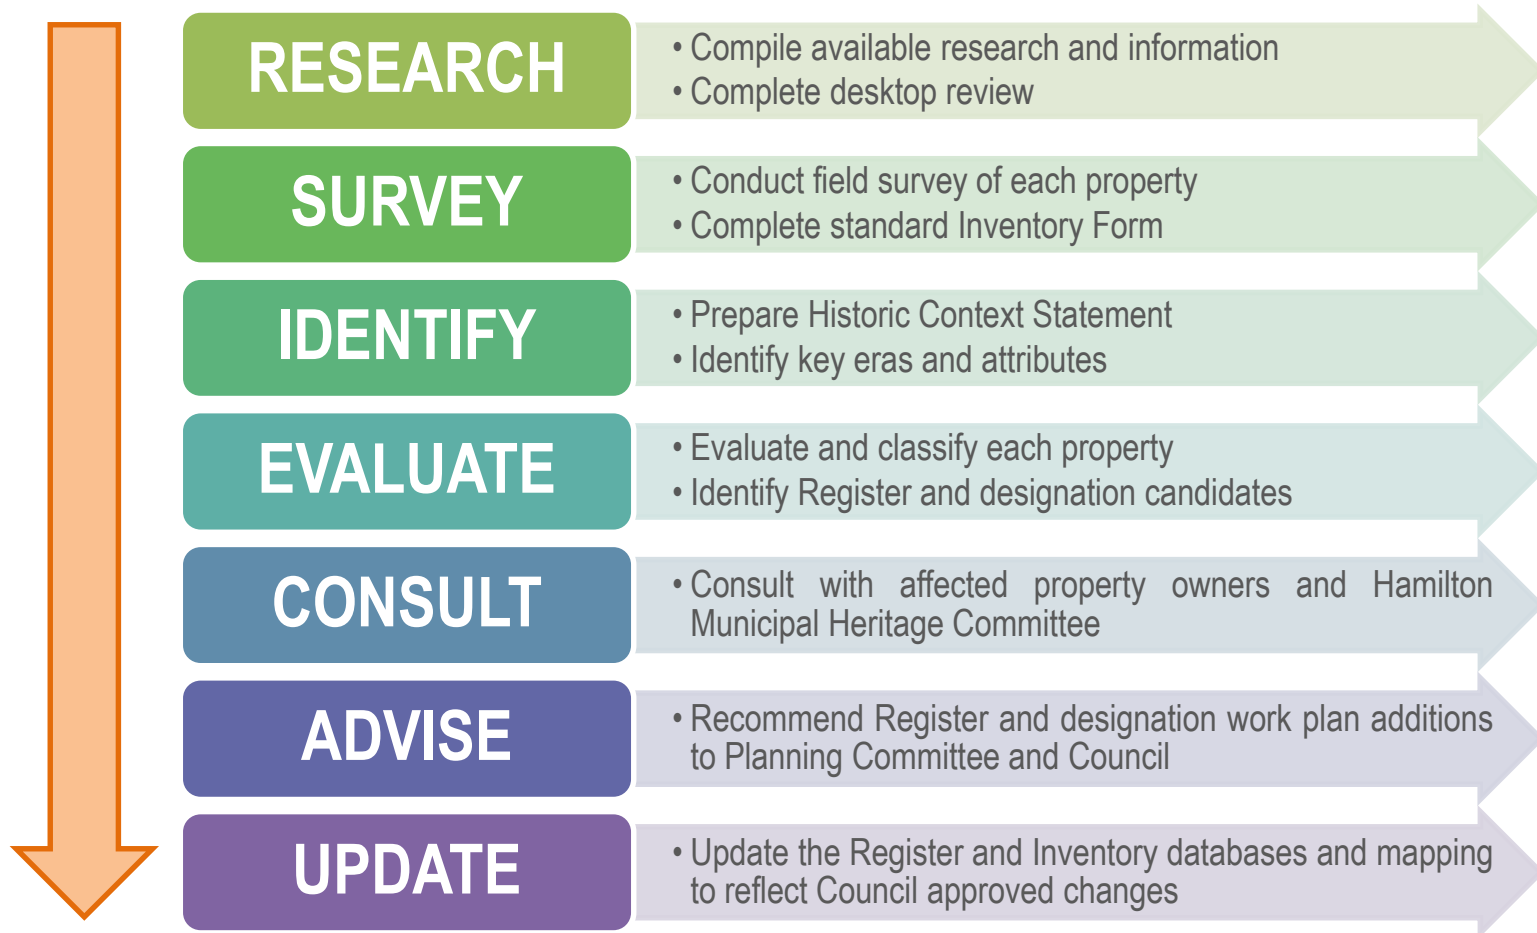 RESEARCH
• Compile available research and information
• Complete desktop review
SURVEY
• Conduct field survey of each property
• Complete standard Inventory Form
IDENTIFY
• Prepare Historic Context Statement
• Identify key eras and attributes
EVALUATE
• Evaluate and classify each property
• Identify Register and designation candidates
CONSULT
• Consult with affected property owners and Hamilton
Municipal Heritage Committee
ADVISE
• Recommend Register and designation work plan additions
to Planning Committee and Council
UPDATE
• Update the Register and Inventory databases and mapping
to reflect Council approved changes